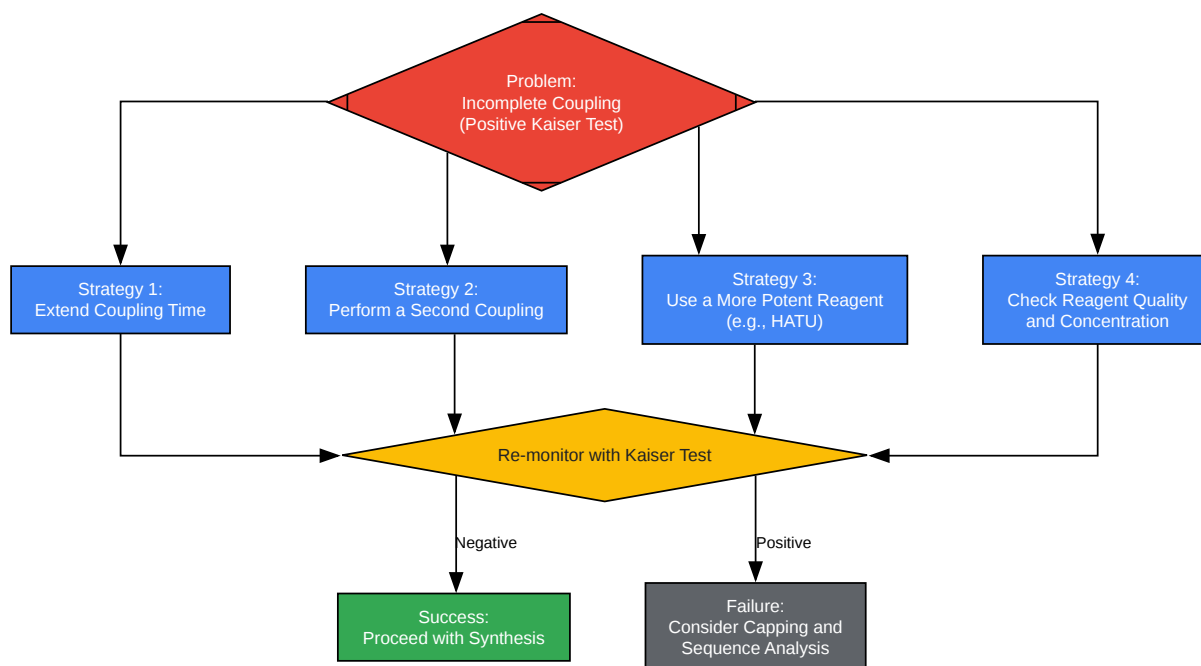 Problem:
Incomplete Coupling
(Positive Kaiser Test)
Strategy 1:
Extend Coupling Time
Strategy 2:
Perform a Second Coupling
Strategy 3:
Use a More Potent Reagent
(e.g., HATU)
Strategy 4:
Check Reagent Quality
and Concentration
Re-monitor with Kaiser Test
Negative
Positive
Success:
Proceed with Synthesis
Failure:
Consider Capping and
Sequence Analysis